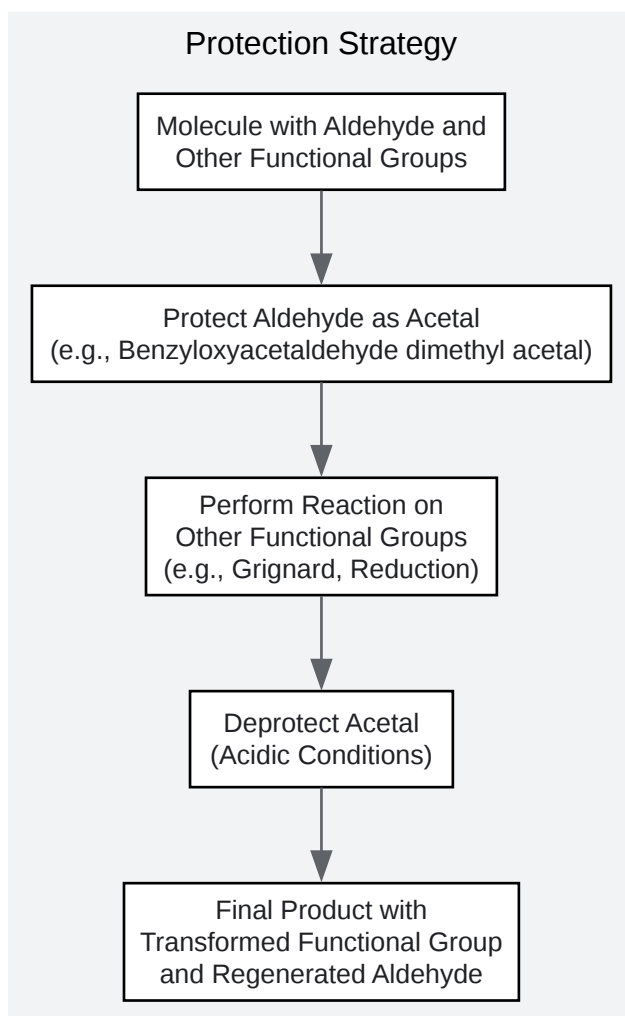 Protection Strategy
Molecule with Aldehyde and
Other Functional Groups
Protect Aldehyde as Acetal
(e.g., Benzyloxyacetaldehyde dimethyl acetal)
Perform Reaction on
Other Functional Groups
(e.g., Grignard, Reduction)
Deprotect Acetal
(Acidic Conditions)
Final Product with
Transformed Functional Group
and Regenerated Aldehyde